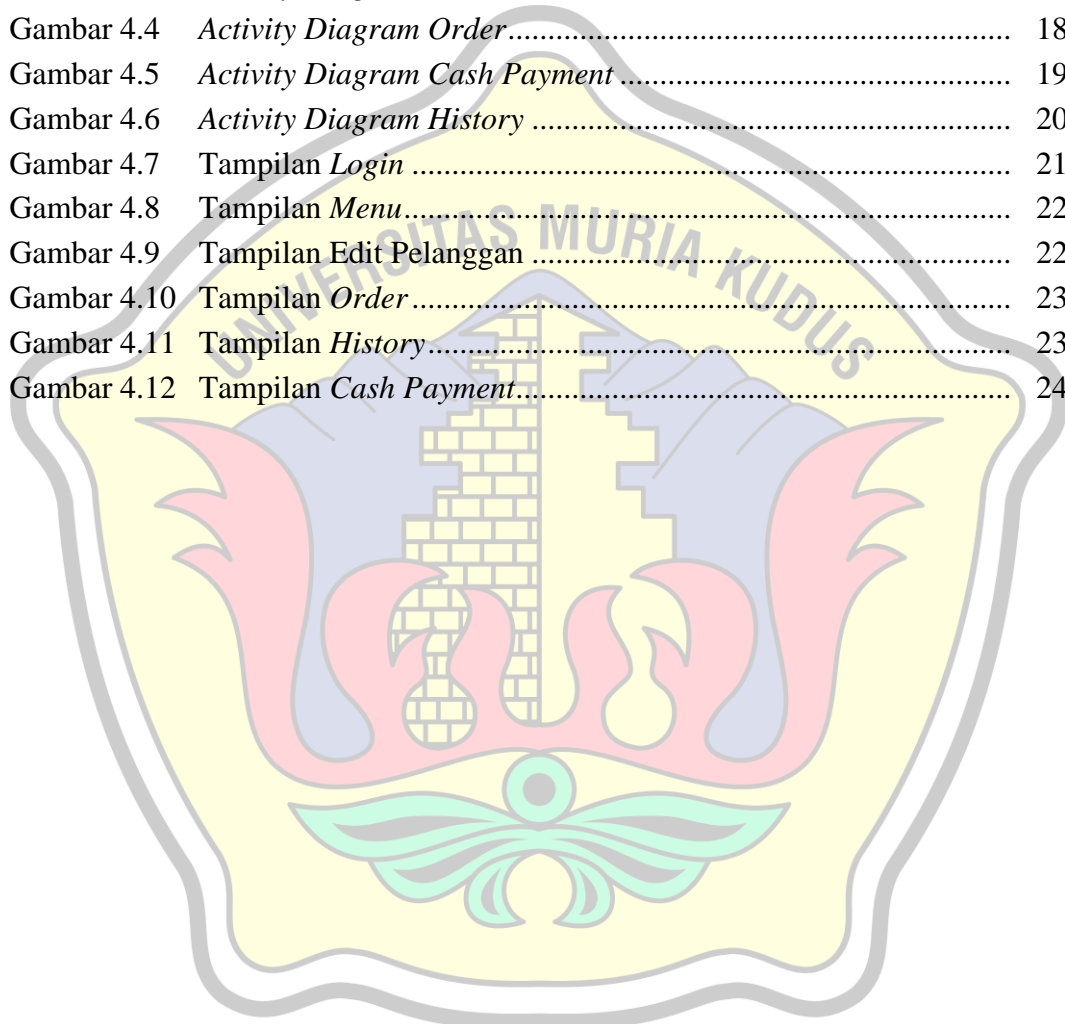 Gambar 4.4 Activity Diagram Order............................................................. 18
Gambar 4.5 Activity Diagram Cash Payment ............................................... 19
Gambar 4.6 Activity Diagram History .......................................................... 20
Gambar 4.7 Tampilan Login ......................................................................... 21
Gambar 4.8 Tampilan Menu.......................................................................... 22
Gambar 4.9 Tampilan Edit Pelanggan .......................................................... 22
Gambar 4.10 Tampilan Order ......................................................................... 23
Gambar 4.11 Tampilan History....................................................................... 23
Gambar 4.12 Tampilan Cash Payment............................................................ 24
UNIVERSITAS MURIA KUDUS